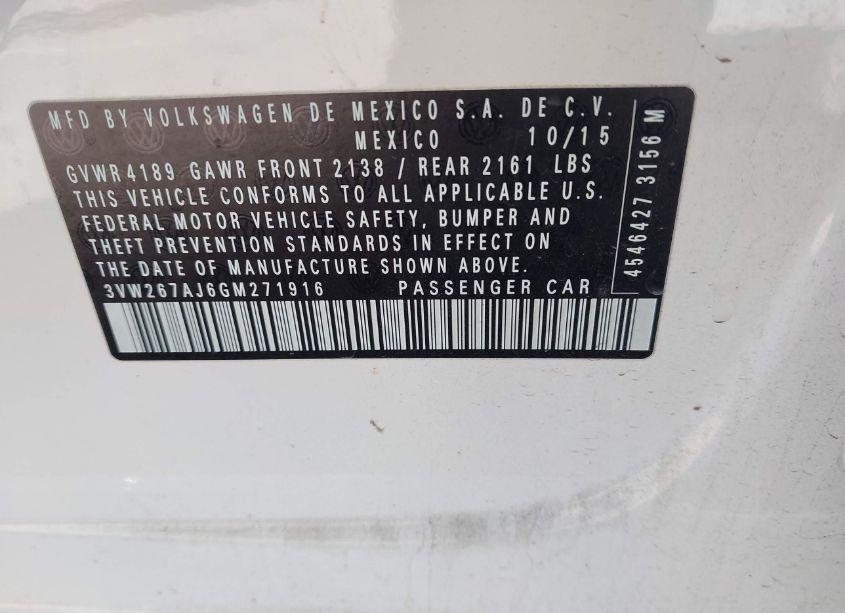 MFD BY VOLKSWAGEN DE MEXICO S.A. DE C.V.
MEXICO 10/15
GVWR 4189 GAWR FRONT 2138 / REAR 2161 LBS
THIS VEHICLE CONFORMS TO ALL APPLICABLE U.S.
FEDERAL MOTOR VEHICLE SAFETY, BUMPER AND
THEFT PREVENTION STANDARDS IN EFFECT ON
THE DATE OF MANUFACTURE SHOWN ABOVE.
3VW267AJ6GM271916 PASSENGER CAR
4546427 3156 M